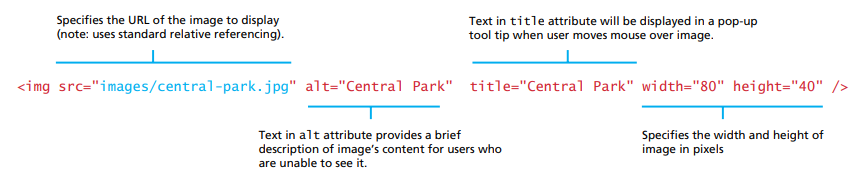 Specifies the URL of the image to display
(note: uses standard relative referencing).
Text in title attribute will be displayed in a pop-up
tool tip when user moves mouse over image.
<img src="images/central-park.jpg" alt="Central Park" title="Central Park" width="80" height="40" />
Text in alt attribute provides a brief
description of image's content for users who
are unable to see it.
Specifies the width and height of
image in pixels